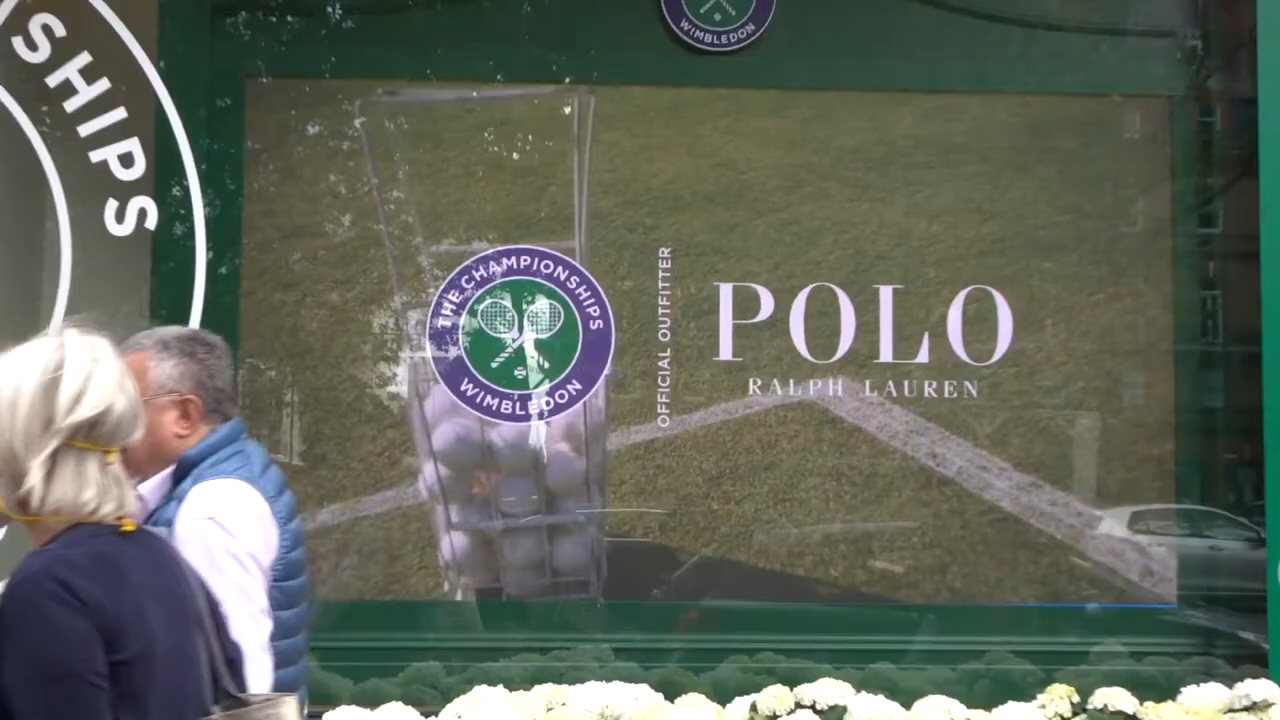 SHIPS
WIMBLEDON
THE CHAMPIONSHIPS
WIMBLEDON
OFFICIAL OUTFITTER
POLO
RALPH LAUREN